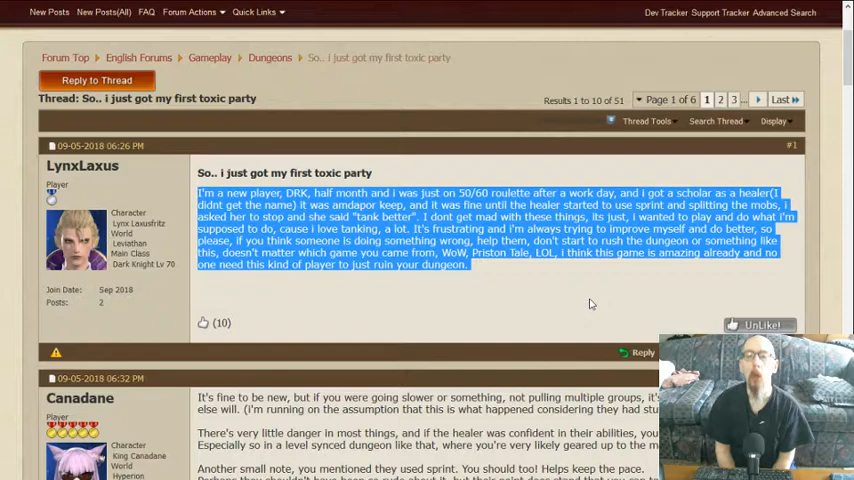 New Posts New Posts(All) FAQ Forum Actions Quick Links Dev Tracker Support Tracker Advanced Search
Forum Top English Forums Gameplay Dungeons So.. i just got my first toxic party
Reply to Thread
Thread: So.. i just got my first toxic party
Results 1 to 10 of 51 Page 1 of 6 1 2 3 ... Last
Thread Tools Search Thread Display
09-05-2018 06:26 PM #1
LynxLaxus
Player
Character
Lynx Laxusfritz
World
Leviathan
Main Class
Dark Knight Lv 70
Join Date: Sep 2018
Posts: 2
So.. i just got my first toxic party
I'm a new player, DRK, half month and i was just on 50/60 roulette after a work day, and i got a scholar as a healer(I
didnt get the name) it was amdapor keep, and it was fine until the healer started to use sprint and splitting the mobs, i
asked her to stop and she said "tank better". I dont get mad with these things, its just, i wanted to play and do what i'm
supposed to do, cause i love tanking, a lot. It's frustrating and i'm always trying to improve myself and do better, so
please, if you think someone is doing something wrong, help them, don't start to rush the dungeon or something like
this, doesn't matter which game you came from, WoW, Priston Tale, LOL, i think this game is amazing already and no
one need this kind of player to just ruin your dungeon.
(10)
UnLike!
Reply
09-05-2018 06:32 PM
Canadane
Player
Character
King Canadane
World
Hyperion
It's fine to be new, but if you were going slower or something, not pulling multiple groups, it's
else will. (i'm running on the assumption that this is what happened considering they had stu
There's very little danger in most things, and if the healer was confident in their abilities, you
Especially so in a level synced dungeon like that, where you're very likely geared up to the m
Another small note, you mentioned they used sprint. You should too! Helps keep the pace.